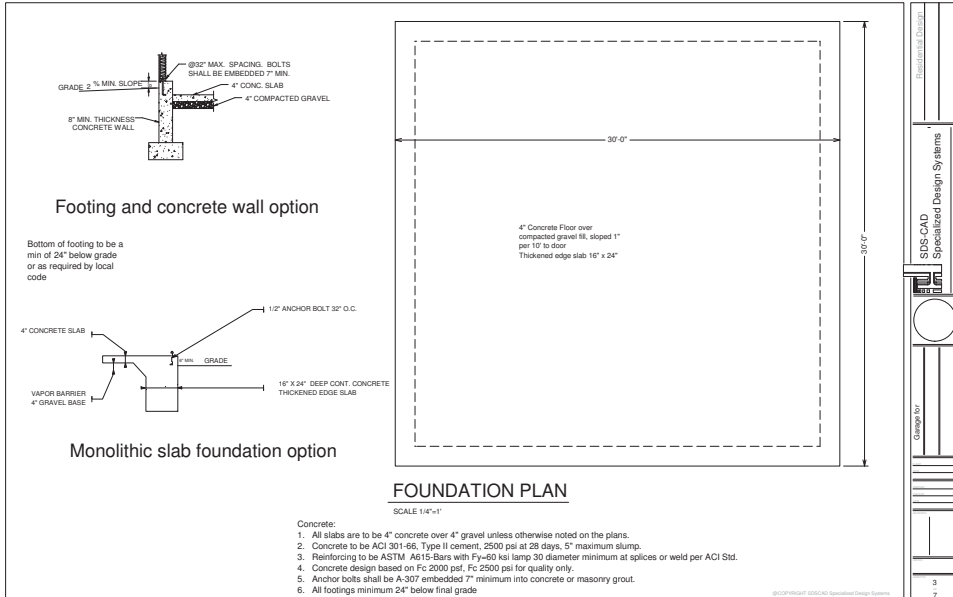 @32" MAX. SPACING. BOLTS
SHALL BE EMBEDDED 7" MIN.
4" CONC. SLAB
4" COMPACTED GRAVEL
GRADE 2 % MIN. SLOPE
8" MIN. THICKNESS
CONCRETE WALL
Footing and concrete wall option
Bottom of footing to be a
min of 24" below grade
or as required by local
code
1/2" ANCHOR BOLT 32" O.C.
4" CONCRETE SLAB
8" MIN. GRADE
16" X 24" DEEP CONT. CONCRETE
THICKENED EDGE SLAB
VAPOR BARRIER
4" GRAVEL BASE
Monolithic slab foundation option
30'-0"
30'-0"
4" Concrete Floor over
compacted gravel fill, sloped 1"
per 10' to door
Thickened edge slab 16" x 24"
FOUNDATION PLAN
SCALE 1/4"=1'
Concrete:
1. All slabs are to be 4" concrete over 4" gravel unless otherwise noted on the plans.
2. Concrete to be ACI 301-66, Type II cement, 2500 psi at 28 days, 5" maximum slump.
3. Reinforcing to be ASTM A615-Bars with Fy=60 ksi lamp 30 diameter minimum at splices or weld per ACI Std.
4. Concrete design based on Fc 2000 psf, Fc 2500 psi for quality only.
5. Anchor bolts shall be A-307 embedded 7" minimum into concrete or masonry grout.
6. All footings minimum 24" below final grade
@COPYRIGHT SDSCAD Specialized Design Systems
Residential Design
SDS-CAD
Specialized Design Systems
Garage for
3
7